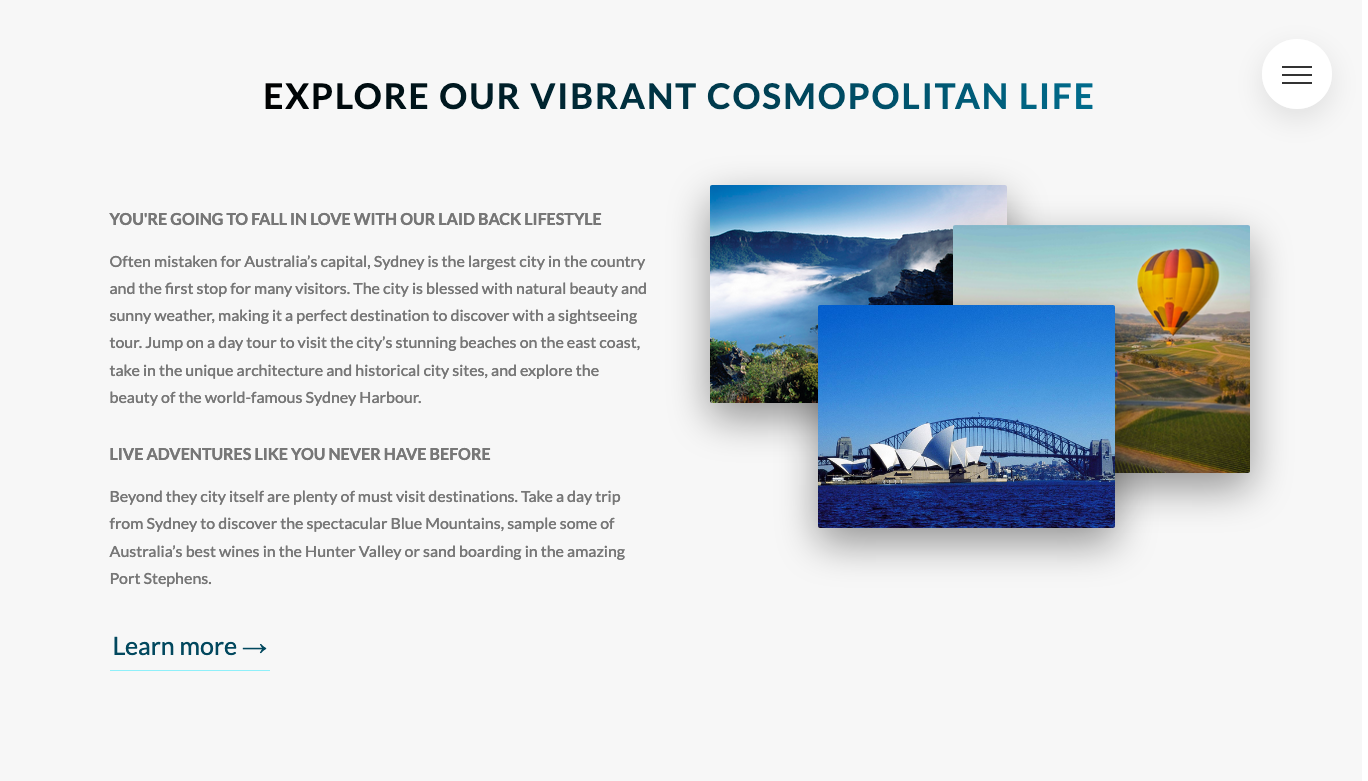 EXPLORE OUR VIBRANT COSMOPOLITAN LIFE
YOU'RE GOING TO FALL IN LOVE WITH OUR LAID BACK LIFESTYLE
Often mistaken for Australia’s capital, Sydney is the largest city in the country
and the first stop for many visitors. The city is blessed with natural beauty and
sunny weather, making it a perfect destination to discover with a sightseeing
tour. Jump on a day tour to visit the city’s stunning beaches on the east coast,
take in the unique architecture and historical city sites, and explore the
beauty of the world-famous Sydney Harbour.
LIVE ADVENTURES LIKE YOU NEVER HAVE BEFORE
Beyond they city itself are plenty of must visit destinations. Take a day trip
from Sydney to discover the spectacular Blue Mountains, sample some of
Australia’s best wines in the Hunter Valley or sand boarding in the amazing
Port Stephens.
Learn more →